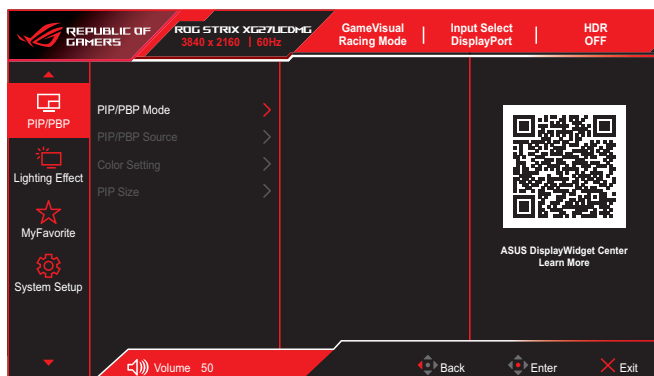 REPUBLIC OF
GAMERS
ROG STRIX XG27UCDMG
3840 x 2160 | 60Hz
GameVisual
Racing Mode
Input Select
DisplayPort
HDR
OFF
PIP/PBP
Lighting Effect
MyFavorite
System Setup
PIP/PBP Mode
PIP/PBP Source
Color Setting
PIP Size
ASUS DisplayWidget Center
Learn More
Volume 50
Back
Enter
Exit